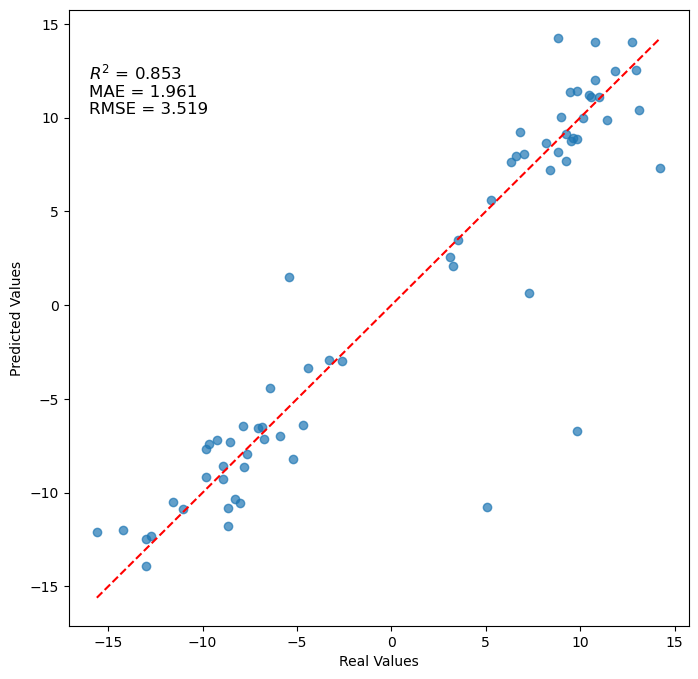 15
10
5
0
−5
−10
−15
R² = 0.853
MAE = 1.961
RMSE = 3.519
Predicted Values
−15 −10 −5 0 5 10 15
Real Values